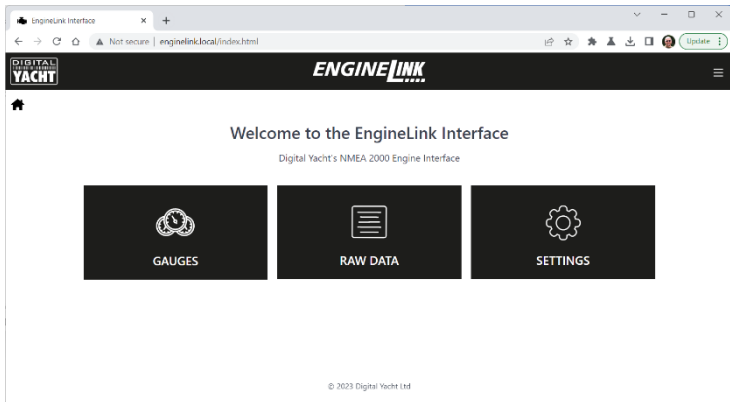 EngineLink Interface
Not secure | enginelink.local/index.html
Update
DIGITAL
YACHT
ENGINELINK
Welcome to the EngineLink Interface
Digital Yacht's NMEA 2000 Engine Interface
GAUGES
RAW DATA
SETTINGS
© 2023 Digital Yacht Ltd